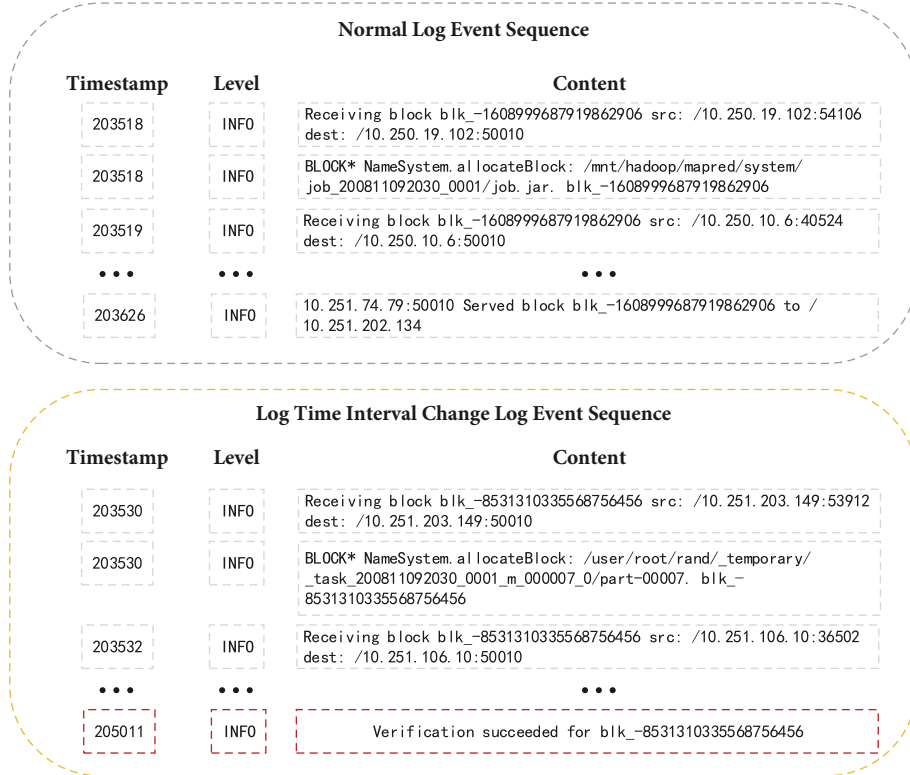 Normal Log Event Sequence
Timestamp Level Content
203518 INFO Receiving block blk_-1608999687919862906 src: /10.250.19.102:54106
dest: /10.250.19.102:50010
203518 INFO BLOCK* NameSystem.allocateBlock: /mnt/hadoop/mapred/system/
job_200811092030_0001/job.jar. blk_-1608999687919862906
203519 INFO Receiving block blk_-1608999687919862906 src: /10.250.10.6:40524
dest: /10.250.10.6:50010
••• ••• •••
203626 INFO 10.251.74.79:50010 Served block blk_-1608999687919862906 to /
10.251.202.134
Log Time Interval Change Log Event Sequence
Timestamp Level Content
203530 INFO Receiving block blk_-8531310335568756456 src: /10.251.203.149:53912
dest: /10.251.203.149:50010
203530 INFO BLOCK* NameSystem.allocateBlock: /user/root/rand/_temporary/
_task_200811092030_0001_m_000007_0/part-00007. blk_-
8531310335568756456
203532 INFO Receiving block blk_-8531310335568756456 src: /10.251.106.10:36502
dest: /10.251.106.10:50010
••• ••• •••
205011 INFO Verification succeeded for blk_-8531310335568756456